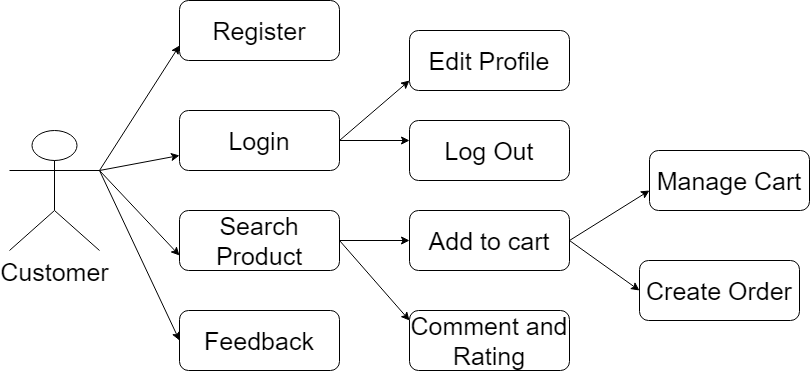 Register
Edit Profile
Login
Log Out
Manage Cart
Search
Product
Add to cart
Customer
Create Order
Feedback
Comment and
Rating